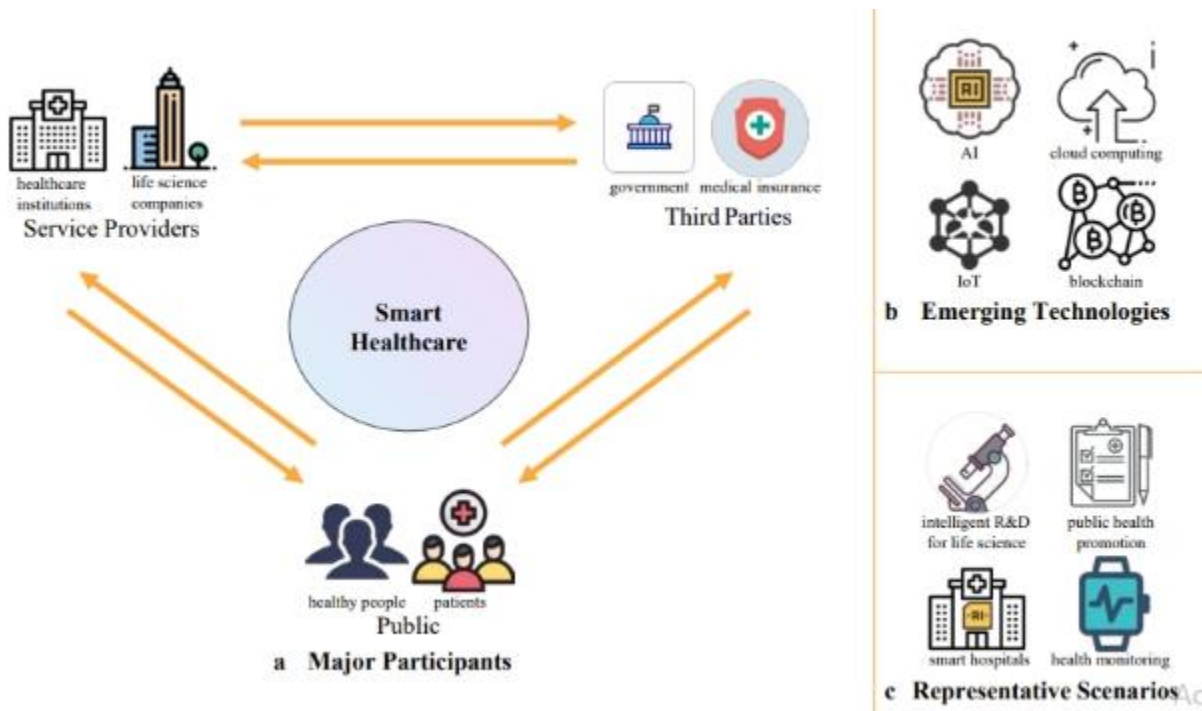 healthcare
institutions
life science
companies
Service Providers
government
medical insurance
Third Parties
Smart
Healthcare
healthy people
patients
Public
a Major Participants
AI
AI
cloud computing
IoT
blockchain
b Emerging Technologies
intelligent R&D
for life science
public health
promotion
AI
smart hospitals
health monitoring
c Representative Scenarios